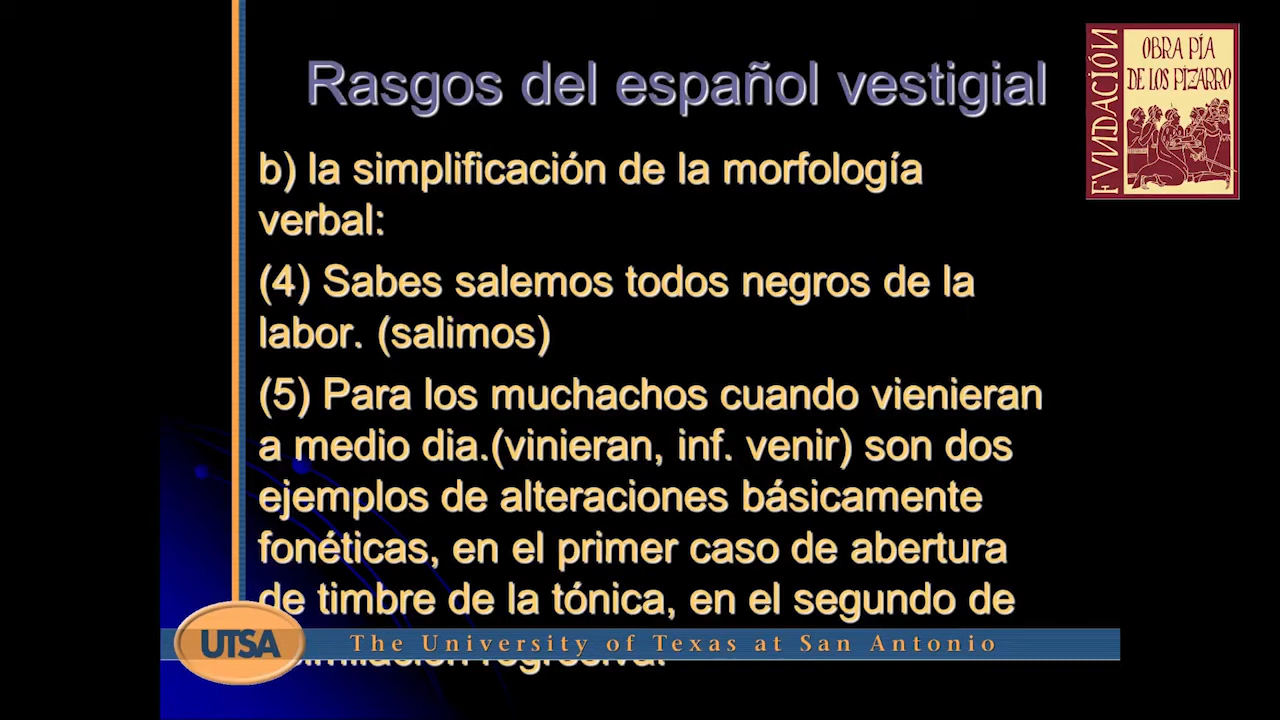 Rasgos del español vestigial
FVNDACIÓN
OBRA PÍA
DE LOS PIZARRO
b) la simplificación de la morfología
verbal:
(4) Sabes salemos todos negros de la
labor. (salimos)
(5) Para los muchachos cuando vienieran
a medio dia.(vinieran, inf. venir) son dos
ejemplos de alteraciones básicamente
fonéticas, en el primer caso de abertura
de timbre de la tónica, en el segundo de
UTSA
The University of Texas at San Antonio